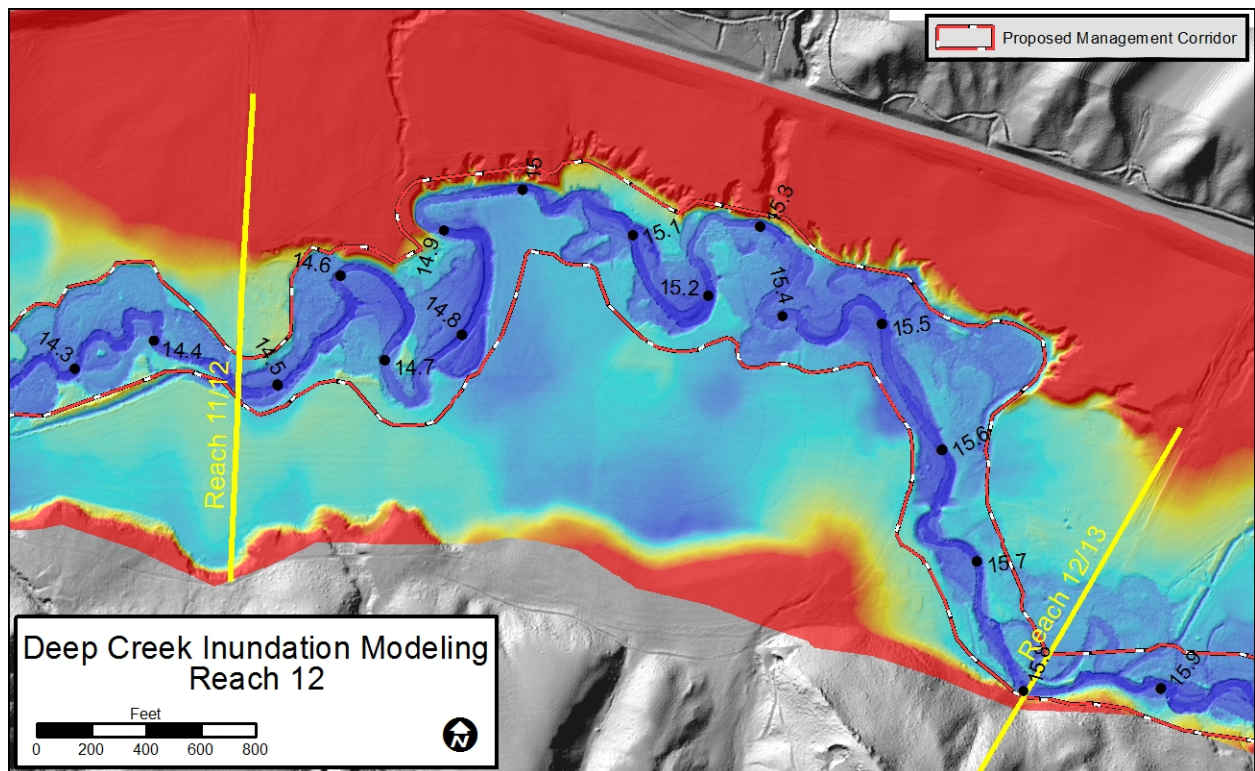 Proposed Management Corridor
15
15.3
15.1
14.9
14.6
15.2
15.4
15.5
14.8
14.3
14.4
14.7
14.5
Reach 11/12
15.6
15.7
Reach 12/13
15.8
15.9
Deep Creek Inundation Modeling
Reach 12
Feet
0 200 400 600 800
N